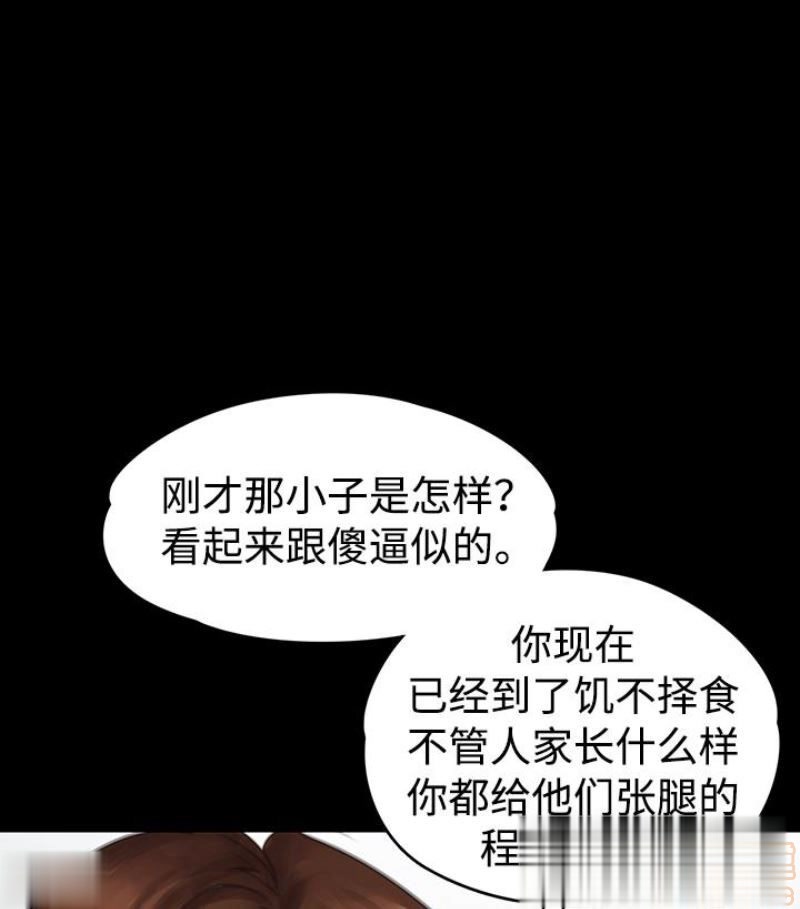 刚才那小子是怎样？
看起来跟傻逼似的。
你现在
已经到了饥不择食
不管人家长什么样
你都给他们张腿的
程